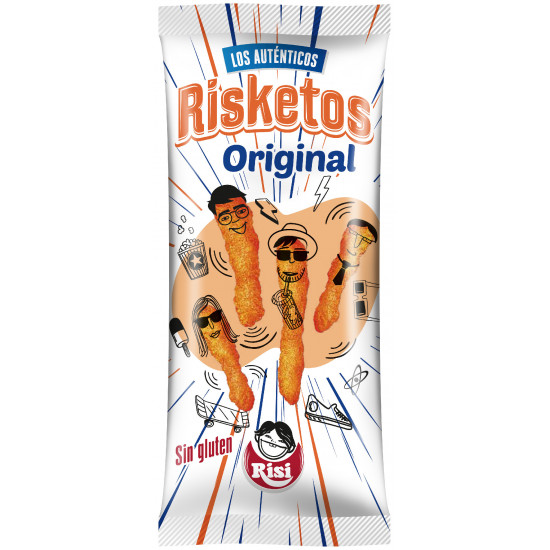 LOS AUTÉNTICOS
Risketos
Original
Sin gluten
Risi